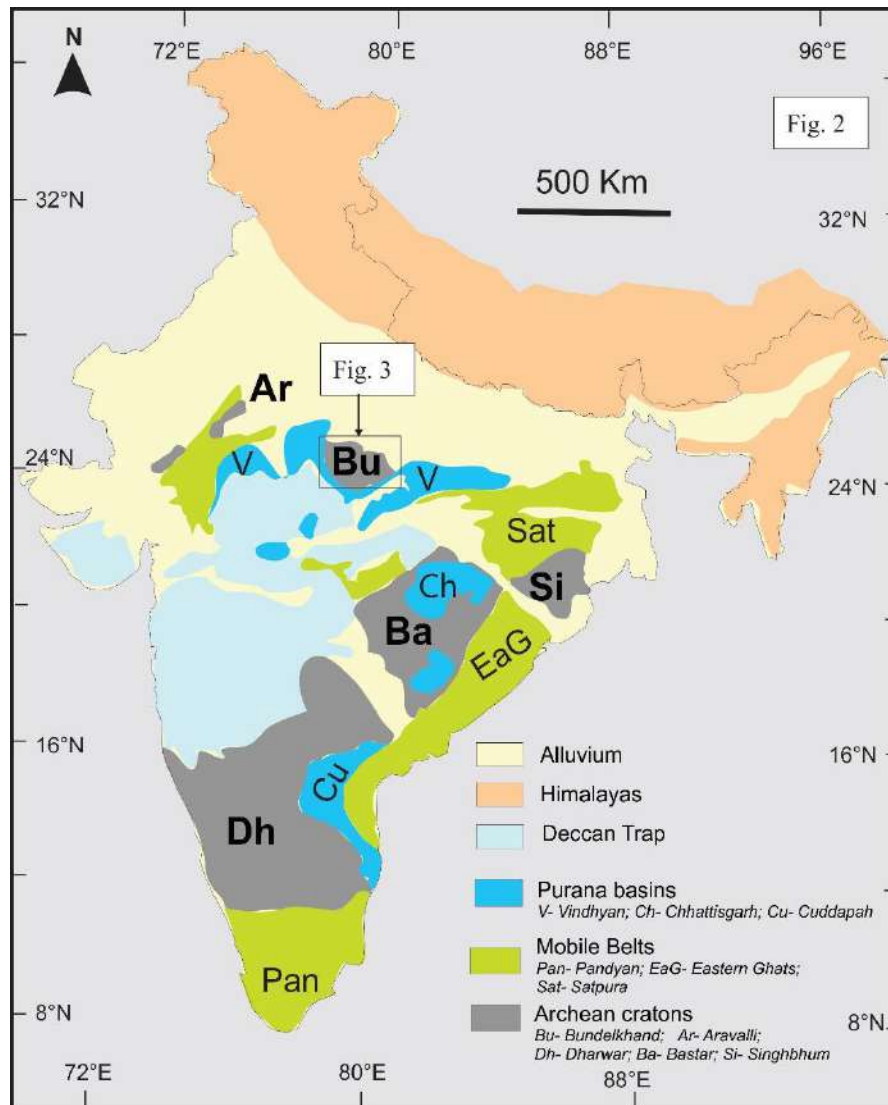 N
72°E
80°E
88°E
96°E
Fig. 2
500 Km
32°N
32°N
Fig. 3
Ar
24°N
V
Bu
V
24°N
Sat
Ch
Si
Ba
EaG
16°N
16°N
Cu
Dh
Pan
8°N
8°N
Alluvium
Himalayas
Deccan Trap
Purana basins
V- Vindhyan; Ch- Chhattisgarh; Cu- Cuddapah
Mobile Belts
Pan- Pandyan; EaG- Eastern Ghats;
Sat- Satpura
Archean cratons
Bu- Bundelkhand; Ar- Aravalli;
Dh- Dharwar; Ba- Bastar; Si- Singhbhum
72°E
80°E
88°E